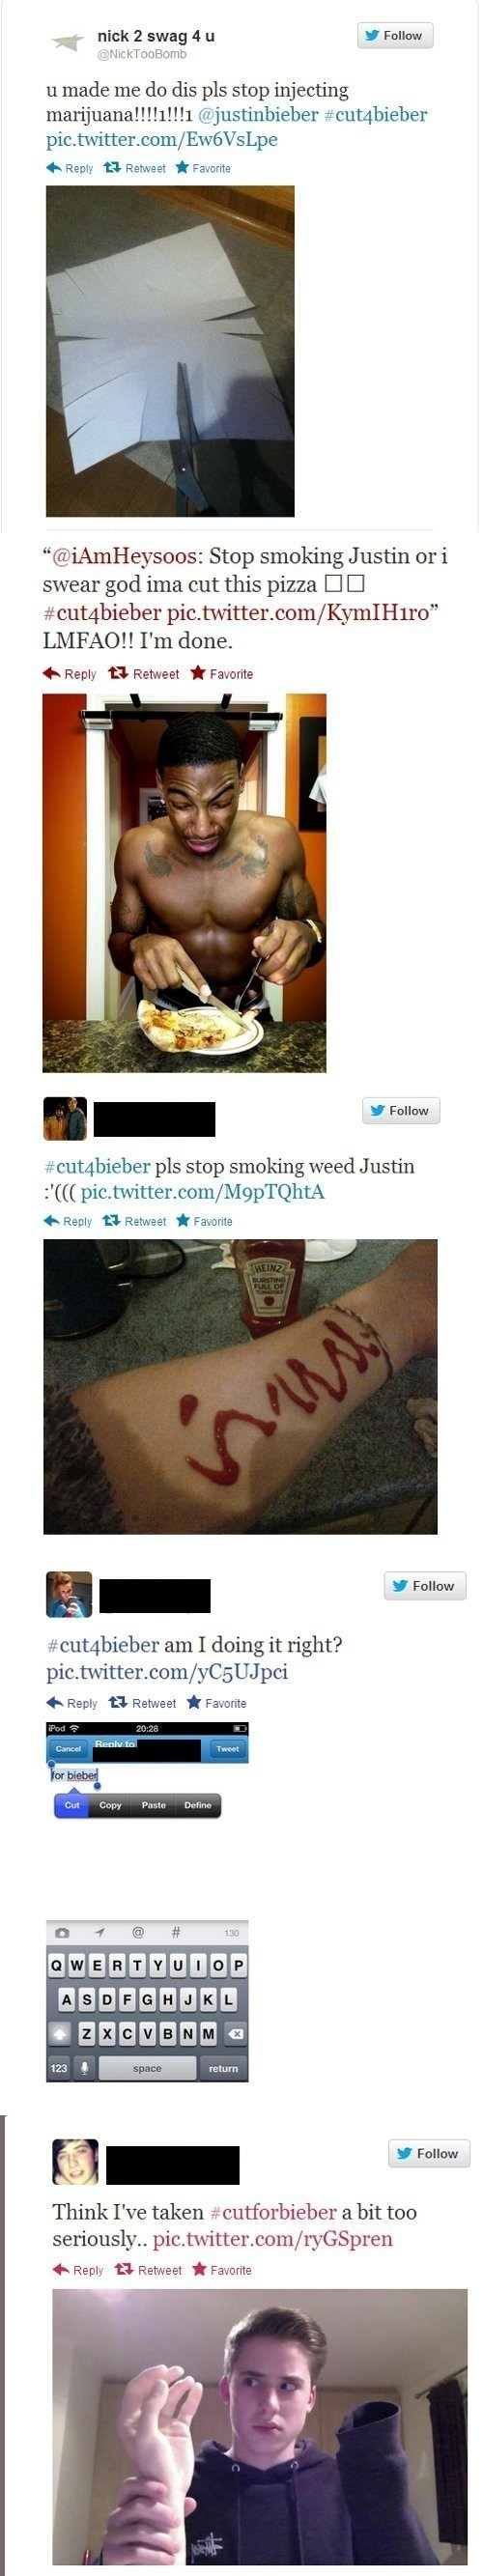 nick 2 swag 4 u
Follow
@NickTooBomb
u made me do dis pls stop injecting
marijuana!!!!1!!!1 @justinbieber #cut4bieber
pic.twitter.com/Ew6VsLpe
Reply Retweet Favorite
“@iAmHeysoos: Stop smoking Justin or i
swear god ima cut this pizza □□
#cut4bieber pic.twitter.com/KymIH1ro”
LMFAO!! I'm done.
Reply Retweet Favorite
Follow
#cut4bieber pls stop smoking weed Justin
:'((( pic.twitter.com/M9pTQhtA
Reply Retweet Favorite
HEINZ
BURSTING
FULL OF
TOMATOES
Follow
#cut4bieber am I doing it right?
pic.twitter.com/yC5UJpci
Reply Retweet Favorite
iPod 20:28
Cancel Reply to Tweet
for bieber
Cut Copy Paste Define
@ # 130
Q W E R T Y U I O P
A S D F G H J K L
Z X C V B N M
123 space return
Follow
Think I've taken #cutforbieber a bit too
seriously.. pic.twitter.com/ryGSpren
Reply Retweet Favorite